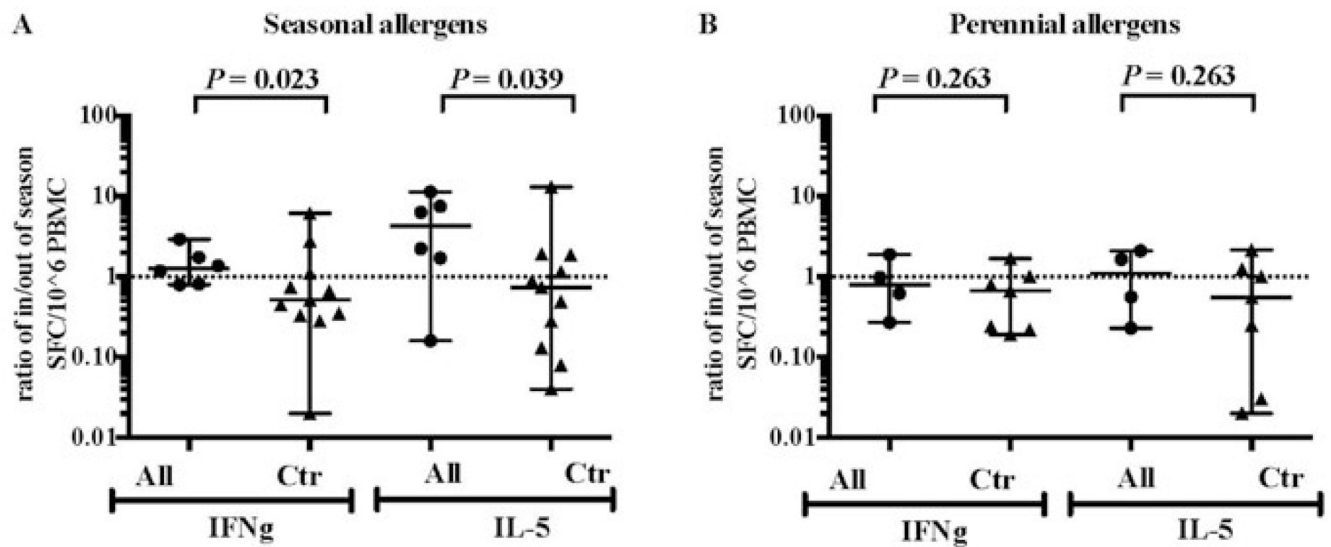 A
Seasonal allergens
P = 0.023
P = 0.039
ratio of in/out of season
SFC/10^6 PBMC
100
10
1
0.10
0.01
All
Ctr
All
Ctr
IFNg
IL-5
B
Perennial allergens
P = 0.263
P = 0.263
ratio of in/out of season
SFC/10^6 PBMC
100
10
1
0.10
0.01
All
Ctr
All
Ctr
IFNg
IL-5